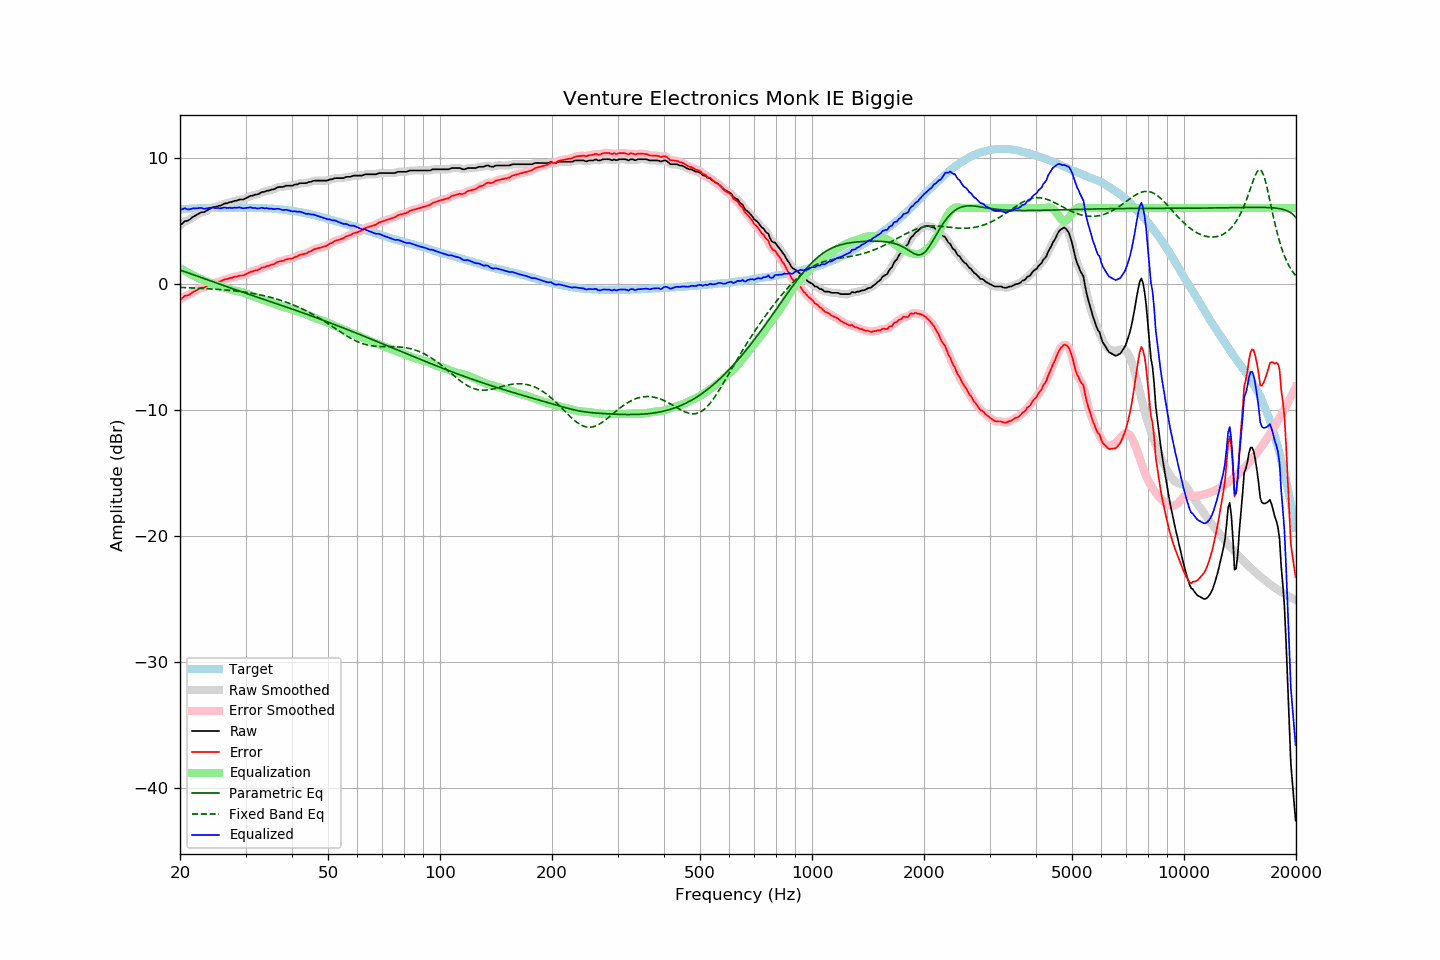 Venture Electronics Monk IE Biggie
Amplitude (dBr)
10
0
−10
−20
−30
−40
Target
Raw Smoothed
Error Smoothed
Raw
Error
Equalization
Parametric Eq
Fixed Band Eq
Equalized
20 50 100 200 500 1000 2000 5000 10000 20000
Frequency (Hz)